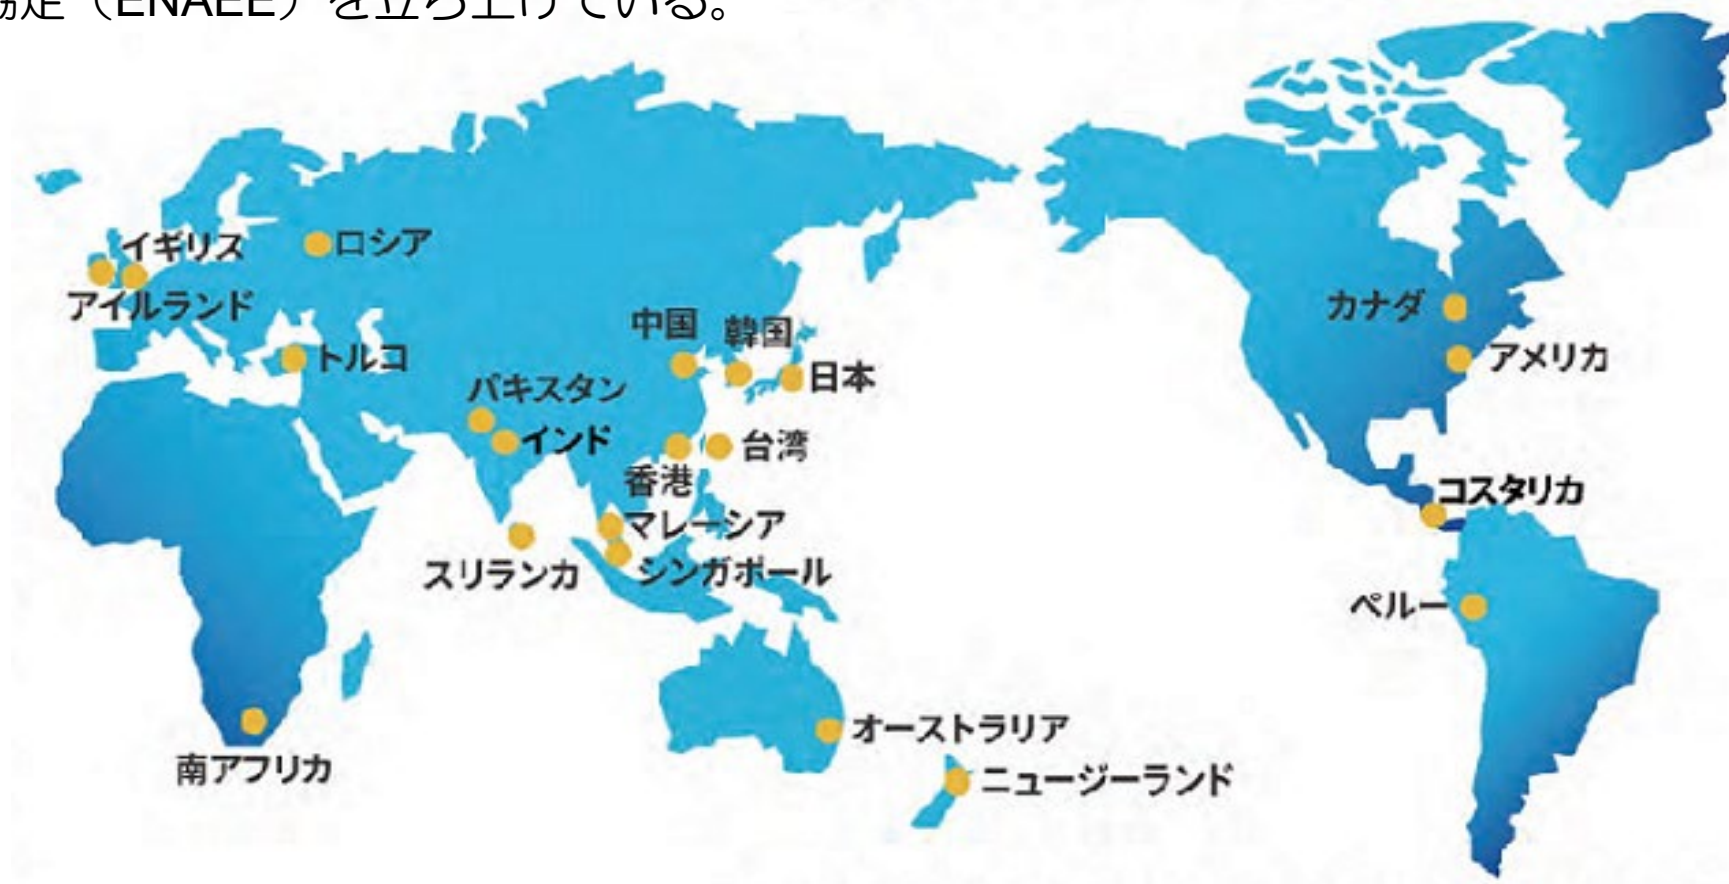 協定（ENAEE）を立ち上げている。
イギリス
ロシア
アイルランド
トルコ
中国
韓国
日本
パキスタン
インド
台湾
香港
マレーシア
スリランカ
シンガポール
南アフリカ
オーストラリア
ニュージーランド
カナダ
アメリカ
コスタリカ
ペルー